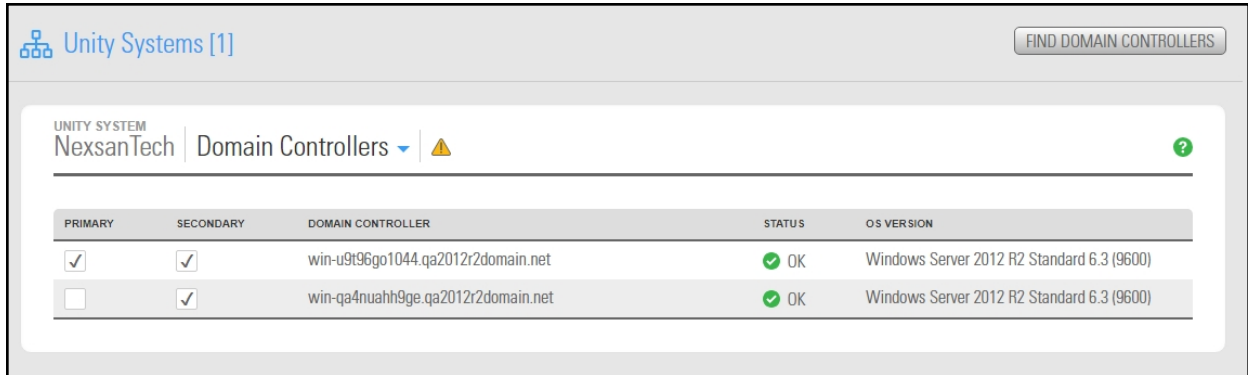 Unity Systems [1]
FIND DOMAIN CONTROLLERS
UNITY SYSTEM
NexsanTech Domain Controllers
PRIMARY SECONDARY DOMAIN CONTROLLER STATUS OS VERSION
win-u9t96go1044.qa2012r2domain.net OK Windows Server 2012 R2 Standard 6.3 (9600)
win-qa4nuahh9ge.qa2012r2domain.net OK Windows Server 2012 R2 Standard 6.3 (9600)